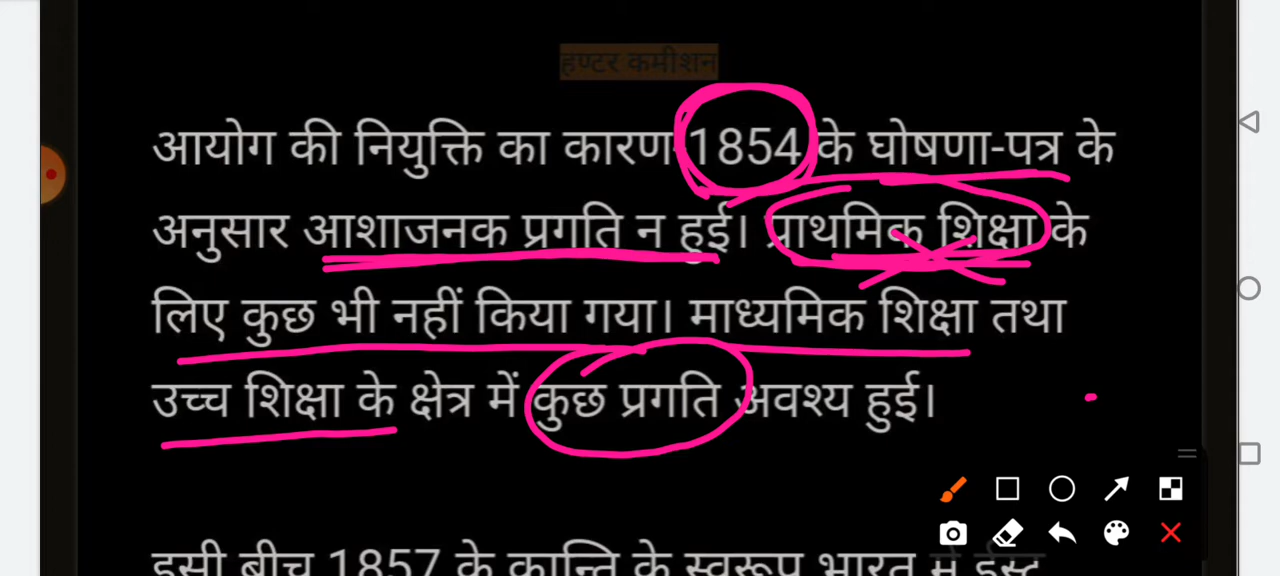 हण्टर कमीशन
आयोग की नियुक्ति का कारण 1854 के घोषणा-पत्र के
अनुसार आशाजनक प्रगति न हुई। प्राथमिक शिक्षा के
लिए कुछ भी नहीं किया गया। माध्यमिक शिक्षा तथा
उच्च शिक्षा के क्षेत्र में कुछ प्रगति अवश्य हुई।
इसी बीच 1857 के क्रान्ति के स्वरूप भारत में ईस्ट